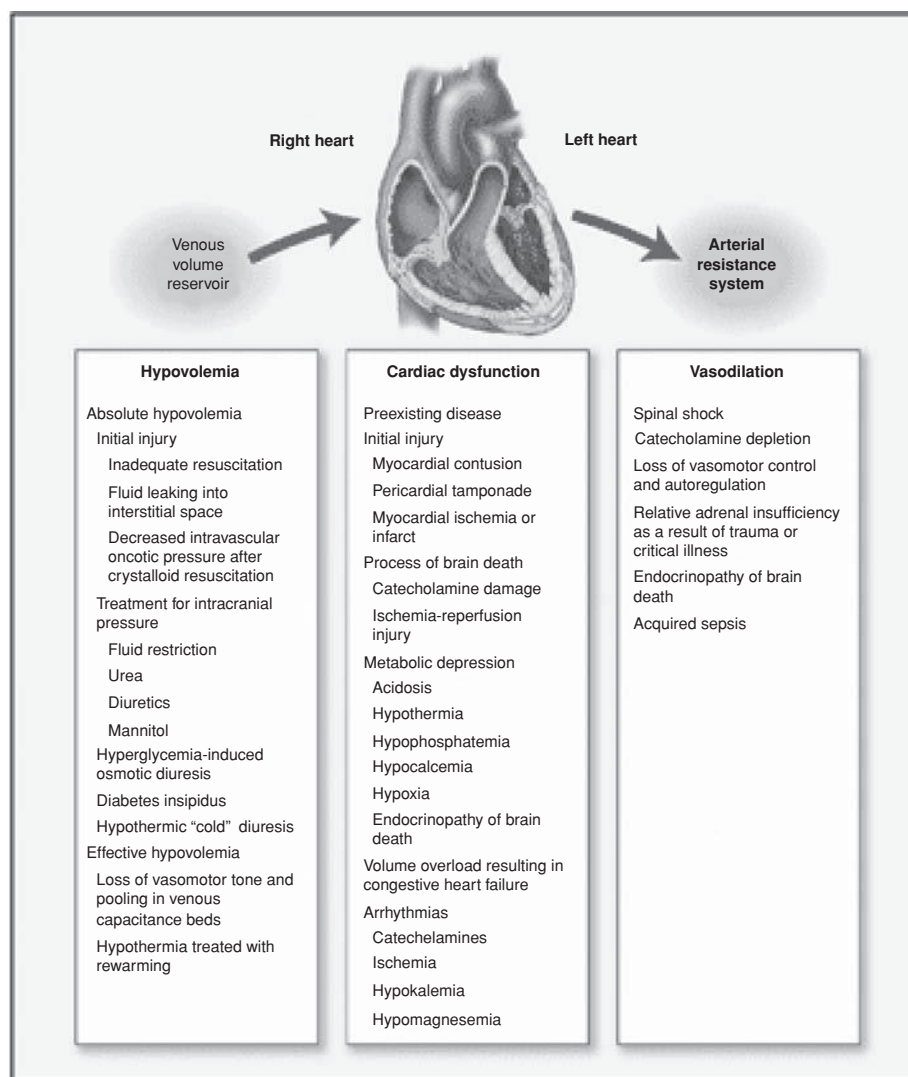 Right heart
Left heart
Venous
volume
reservoir
Arterial
resistance
system
Hypovolemia
Absolute hypovolemia
Initial injury
Inadequate resuscitation
Fluid leaking into
interstitial space
Decreased intravascular
oncotic pressure after
crystalloid resuscitation
Treatment for intracranial
pressure
Fluid restriction
Urea
Diuretics
Mannitol
Hyperglycemia-induced
osmotic diuresis
Diabetes insipidus
Hypothermic “cold” diuresis
Effective hypovolemia
Loss of vasomotor tone and
pooling in venous
capacitance beds
Hypothermia treated with
rewarming
Cardiac dysfunction
Preexisting disease
Initial injury
Myocardial contusion
Pericardial tamponade
Myocardial ischemia or
infarct
Process of brain death
Catecholamine damage
Ischemia-reperfusion
injury
Metabolic depression
Acidosis
Hypothermia
Hypophosphatemia
Hypocalcemia
Hypoxia
Endocrinopathy of brain
death
Volume overload resulting in
congestive heart failure
Arrhythmias
Catechelamines
Ischemia
Hypokalemia
Hypomagnesemia
Vasodilation
Spinal shock
Catecholamine depletion
Loss of vasomotor control
and autoregulation
Relative adrenal insufficiency
as a result of trauma or
critical illness
Endocrinopathy of brain
death
Acquired sepsis